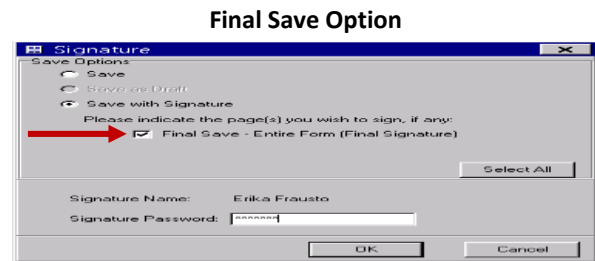 Final Save Option
Signature
Save Options
Save
Save as Draft
Save with Signature
Please indicate the page(s) you wish to sign, if any:
Final Save - Entire Form (Final Signature)
Select All
Signature Name: Erika Frausto
Signature Password: *******
OK Cancel